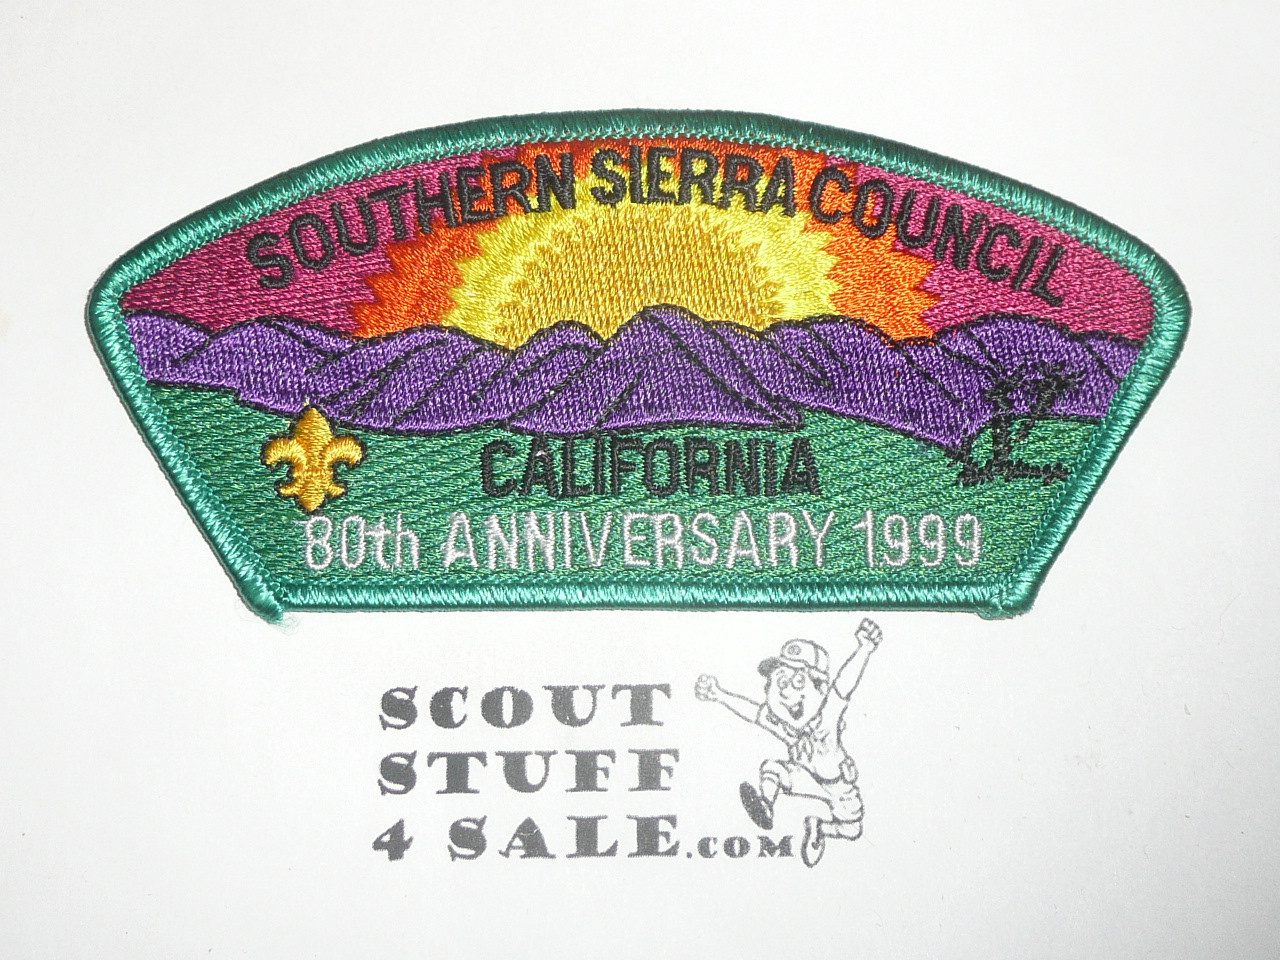 SOUTHERN SIERRA COUNCIL
CALIFORNIA
80th ANNIVERSARY 1999
SCOUT
STUFF
4 SALE.COM